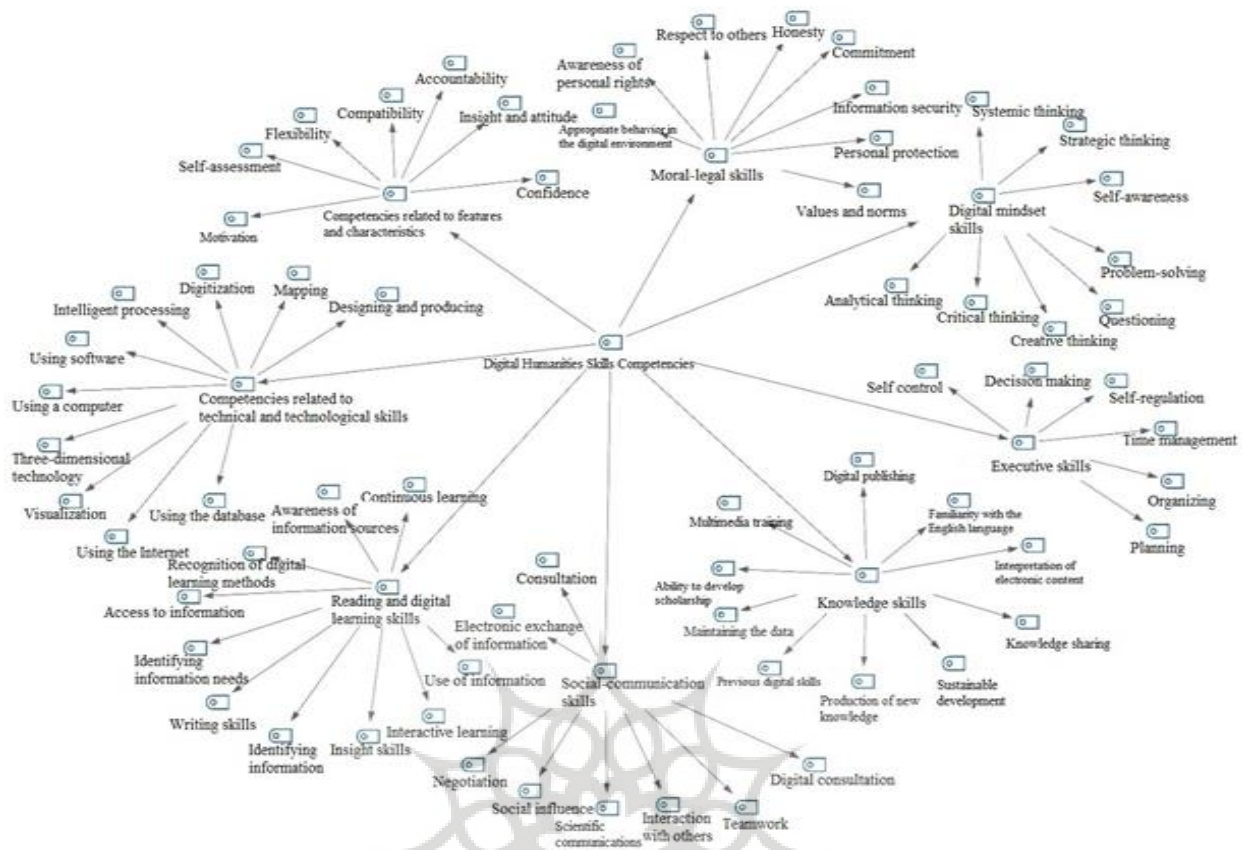 Respect to others
Honesty
Commitment
Awareness of
personal rights
Accountability
Compatibility
Insight and attitude
Flexibility
Self-assessment
Confidence
Competencies related to features
and characteristics
Motivation
Appropriate behavior in
the digital environment
Information security
Personal protection
Moral-legal skills
Values and norms
Systemic thinking
Strategic thinking
Self-awareness
Digital mindset
skills
Problem-solving
Analytical thinking
Critical thinking
Questioning
Creative thinking
Digitization
Mapping
Intelligent processing
Designing and producing
Using software
Using a computer
Competencies related to
technical and technological skills
Three-dimensional
technology
Visualization
Using the database
Using the Internet
Digital Humanities Skills Competencies
Self control
Decision making
Self-regulation
Time management
Executive skills
Organizing
Planning
Awareness of
information sources
Continuous learning
Recognition of digital
learning methods
Access to information
Reading and digital
learning skills
Identifying
information needs
Writing skills
Identifying
information
Insight skills
Interactive learning
Use of information
Consultation
Electronic exchange
of information
Social-communication
skills
Negotiation
Social influence
Scientific
communications
Interaction
with others
Teamwork
Digital consultation
Digital publishing
Multimedia training
Familiarity with the
English language
Interpretation of
electronic content
Ability to develop
scholarship
Knowledge skills
Maintaining the data
Knowledge sharing
Previous digital skills
Production of new
knowledge
Sustainable
development